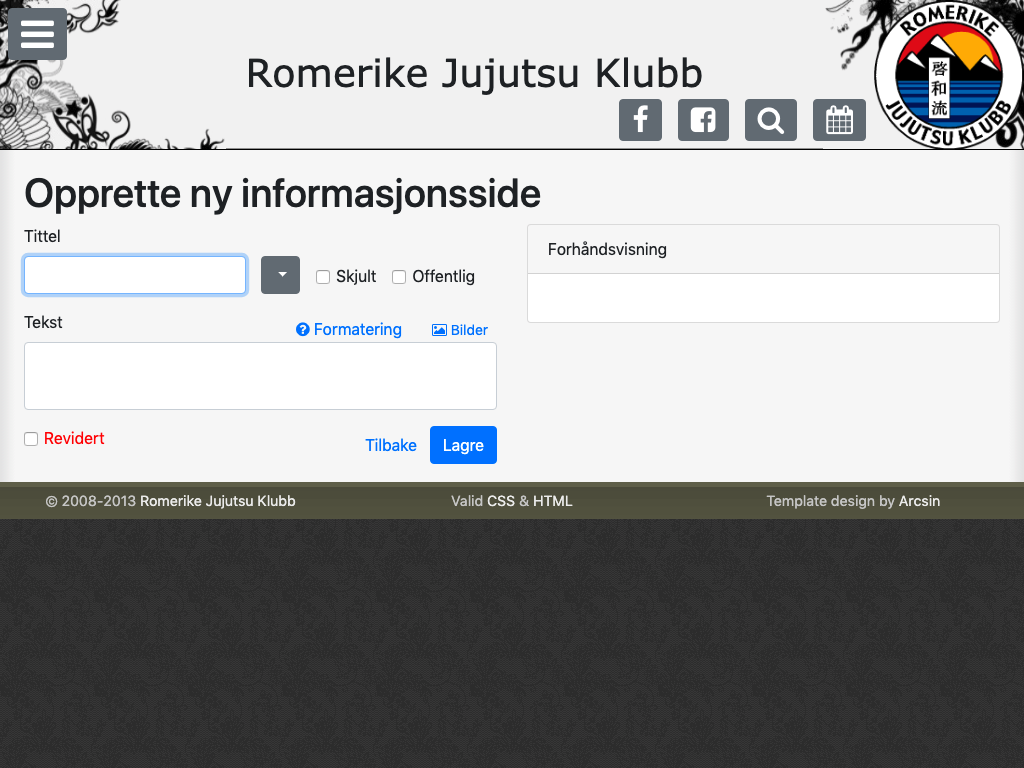 Romerike Jujutsu Klubb
ROMERIKE
啓和流
JUJUTSU KLUBB
Opprette ny informasjonsside
Tittel
Skjult
Offentlig
Tekst
Formatering
Bilder
Revidert
Tilbake
Lagre
Forhåndsvisning
© 2008-2013 Romerike Jujutsu Klubb
Valid CSS & HTML
Template design by Arcsin